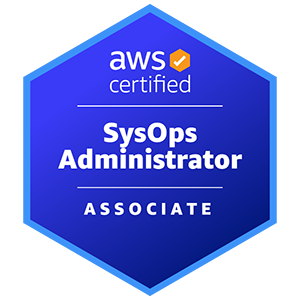 aws
certified
SysOps
Administrator
ASSOCIATE